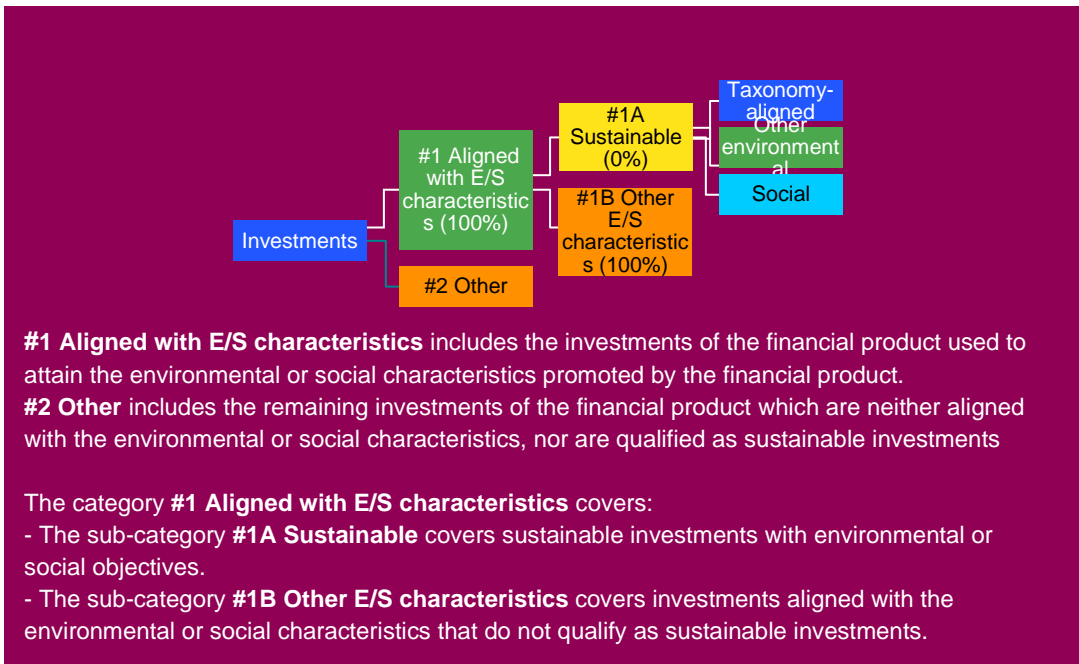 Taxonomy-
aligned
Other
environment
al
Social
#1A
Sustainable
(0%)
#1 Aligned
with E/S
characteristic
s (100%)
#1B Other
E/S
characteristic
s (100%)
Investments
#2 Other
#1 Aligned with E/S characteristics includes the investments of the financial product used to
attain the environmental or social characteristics promoted by the financial product.
#2 Other includes the remaining investments of the financial product which are neither aligned
with the environmental or social characteristics, nor are qualified as sustainable investments
The category #1 Aligned with E/S characteristics covers:
- The sub-category #1A Sustainable covers sustainable investments with environmental or
social objectives.
- The sub-category #1B Other E/S characteristics covers investments aligned with the
environmental or social characteristics that do not qualify as sustainable investments.